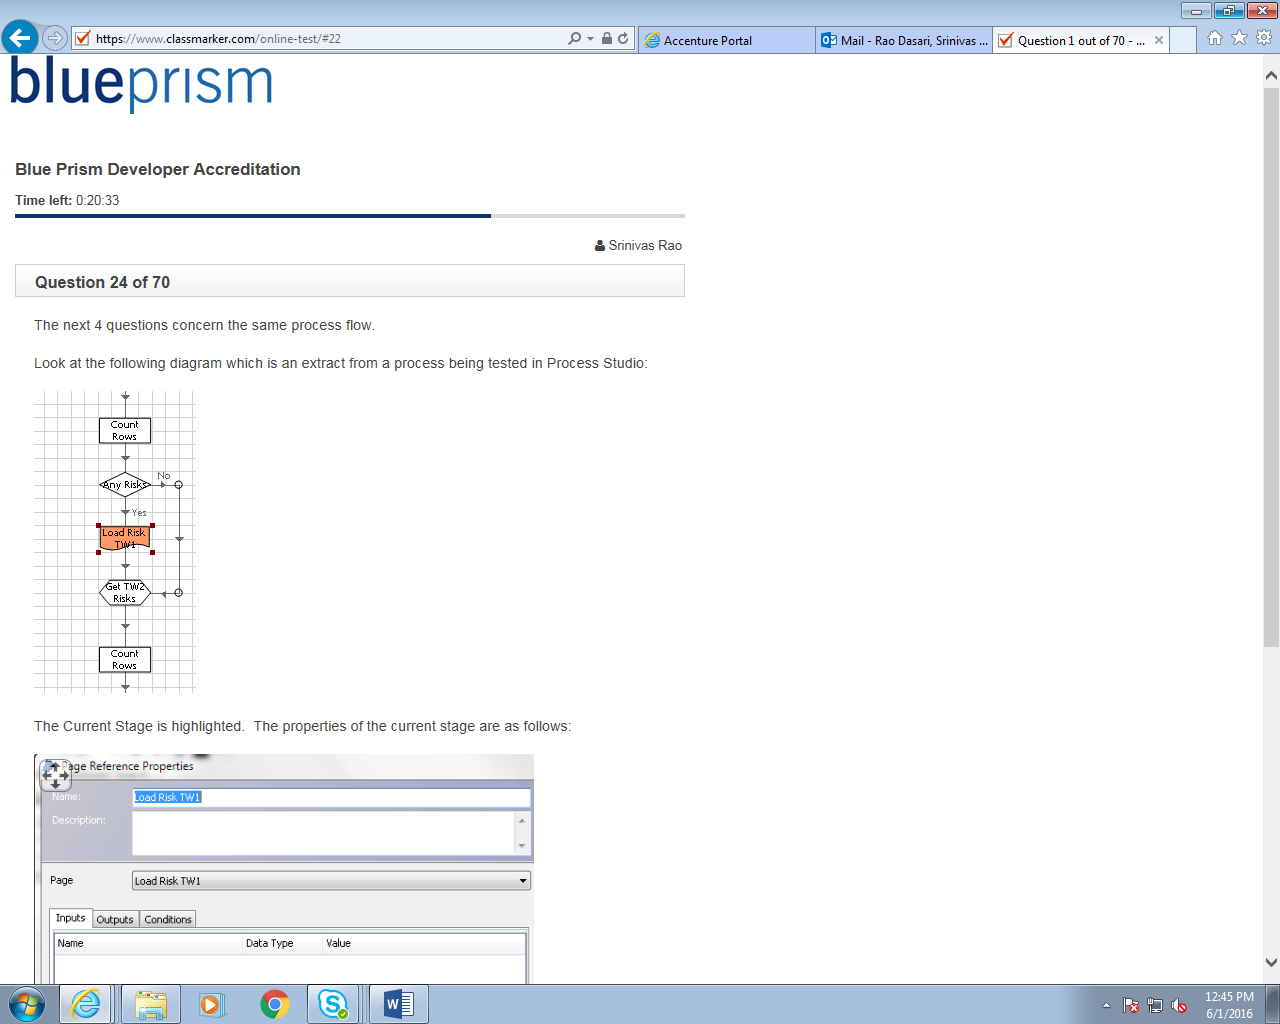 https://www.classmarker.com/online-test/#22
Accenture Portal
Mail - Rao Dasari, Srinivas ...
Question 1 out of 70 - ...
blueprism
Blue Prism Developer Accreditation
Time left: 0:20:33
Srinivas Rao
Question 24 of 70
The next 4 questions concern the same process flow.
Look at the following diagram which is an extract from a process being tested in Process Studio:
Count
Rows
Any Risks
No
Yes
Load Risk
TW1
Get TW2
Risks
Count
Rows
The Current Stage is highlighted.  The properties of the current stage are as follows:
Page Reference Properties
Name:
Load Risk TW1
Description:
Page
Load Risk TW1
Inputs
Outputs
Conditions
Name
Data Type
Value
12:45 PM
6/1/2016